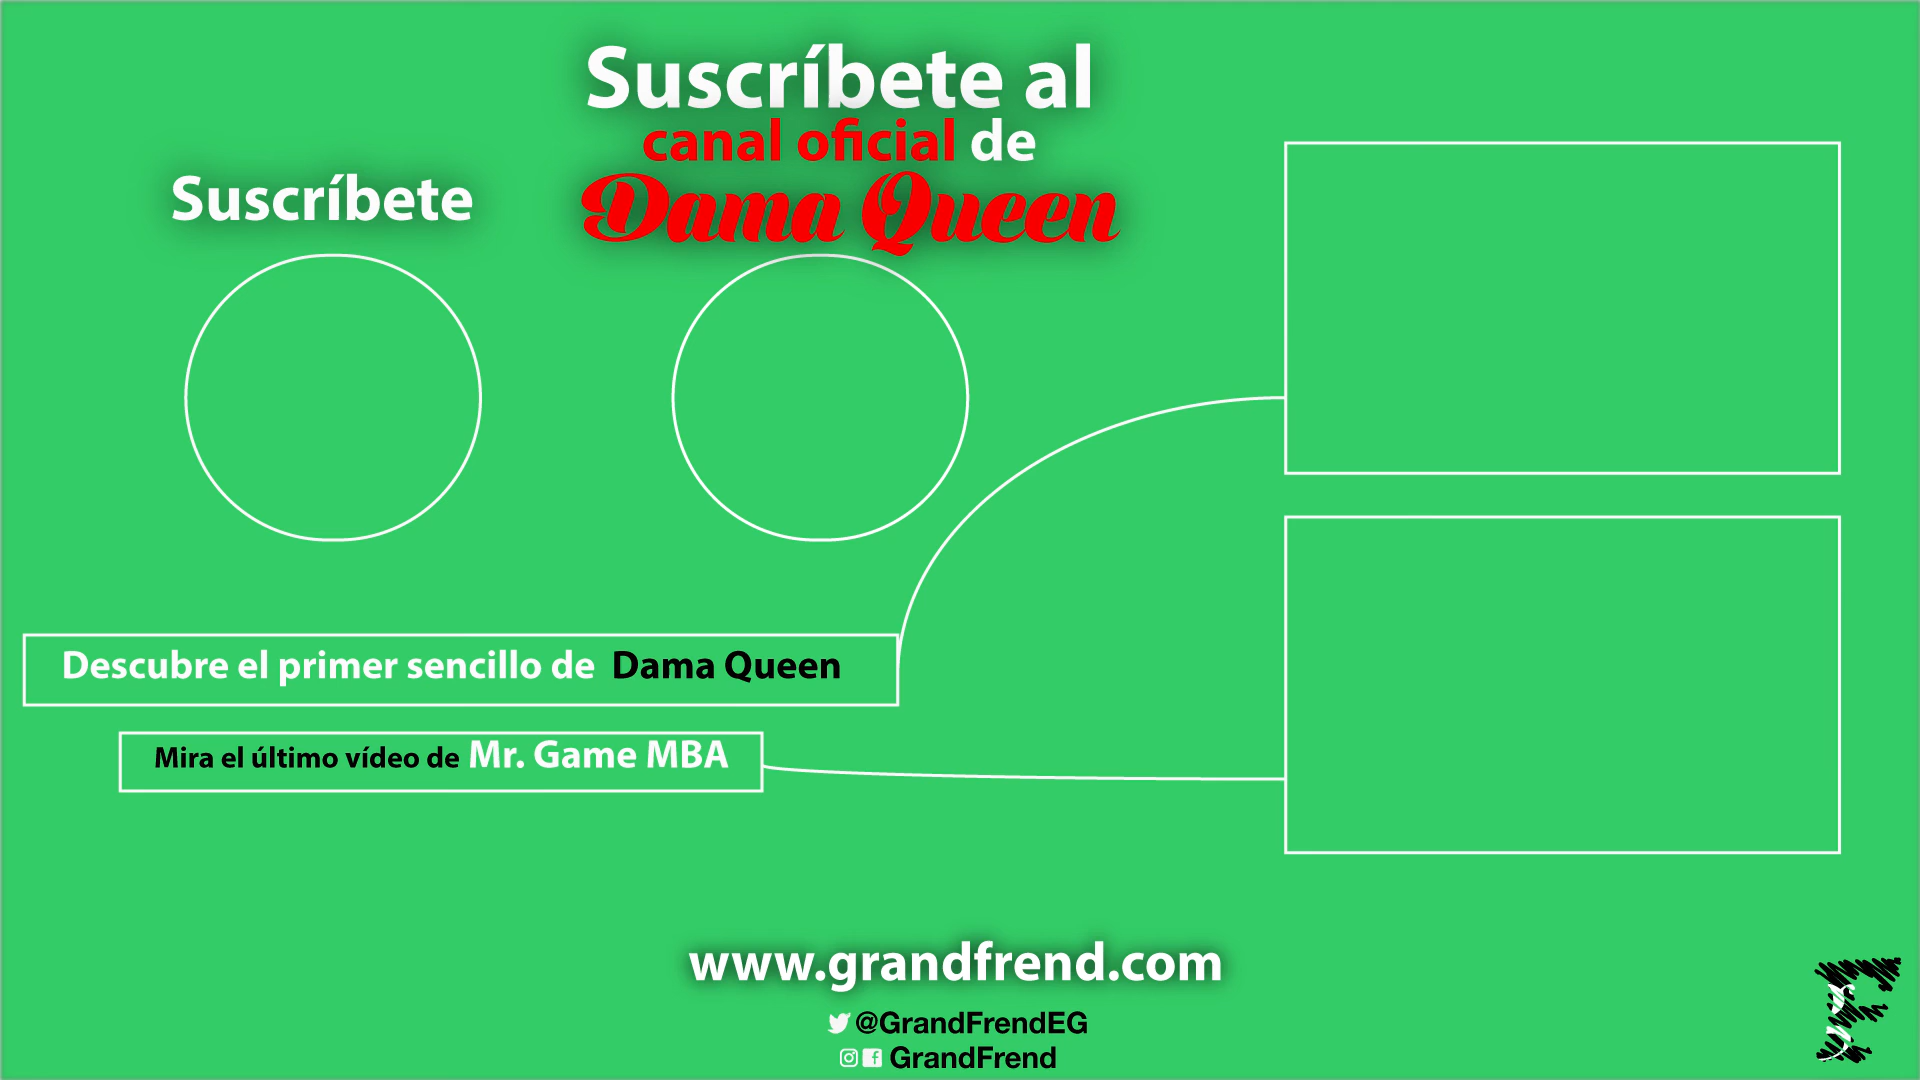 Suscríbete al
canal oficial de
Dama Queen
Suscríbete
Descubre el primer sencillo de Dama Queen
Mira el último vídeo de Mr. Game MBA
www.grandfrend.com
@GrandFrendEG
GrandFrend